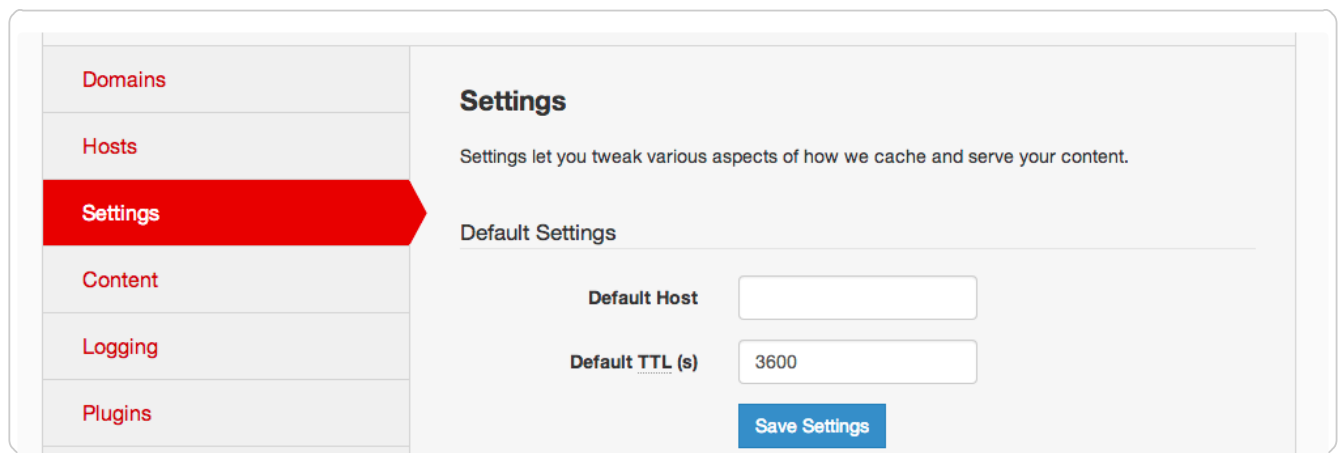 Domains
Hosts
Settings
Content
Logging
Plugins
Settings
Settings let you tweak various aspects of how we cache and serve your content.
Default Settings
Default Host
Default TTL (s) 3600
Save Settings